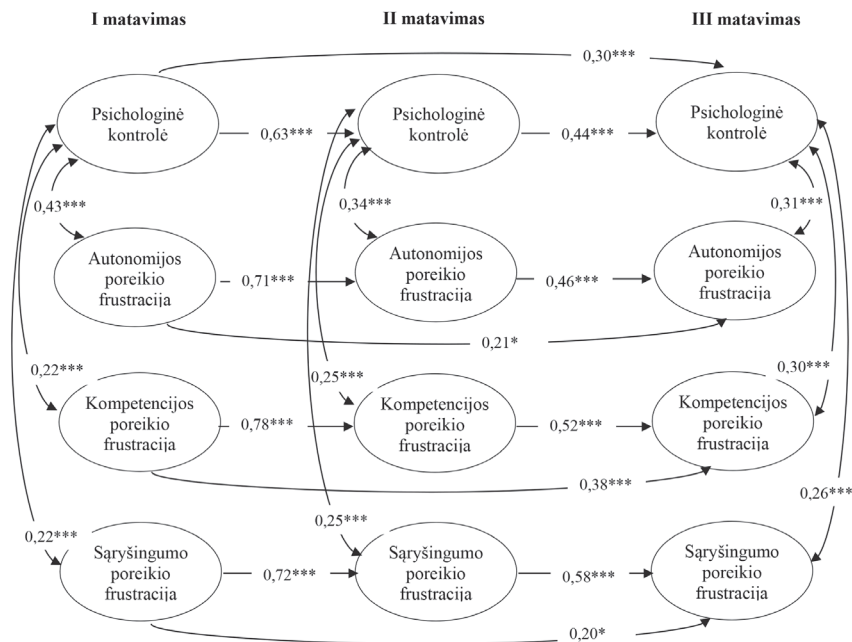 I matavimas
II matavimas
III matavimas
0,30***
Psichologinė
kontrolė
0,63***
Psichologinė
kontrolė
0,44***
Psichologinė
kontrolė
0,43***
0,34***
0,31***
Autonomijos
poreikio
frustracija
0,71***
Autonomijos
poreikio
frustracija
0,46***
Autonomijos
poreikio
frustracija
0,21*
0,22***
0,25***
0,30***
Kompetencijos
poreikio
frustracija
0,78***
Kompetencijos
poreikio
frustracija
0,52***
Kompetencijos
poreikio
frustracija
0,38***
0,26***
0,22***
0,25***
Sąryšingumo
poreikio
frustracija
0,72***
Sąryšingumo
poreikio
frustracija
0,58***
Sąryšingumo
poreikio
frustracija
0,20*